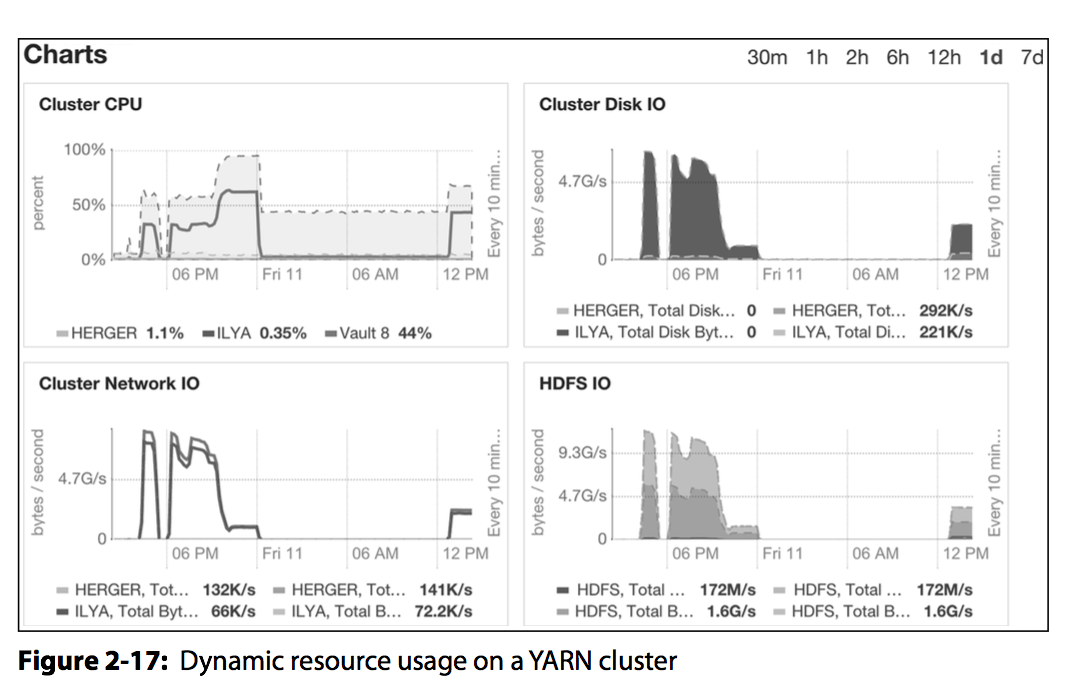 Charts
30m 1h 2h 6h 12h 1d 7d
Cluster CPU
percent
100%
50%
0%
06 PM Fri 11 06 AM 12 PM
Every 10 min...
HERGER 1.1% ILYA 0.35% Vault 8 44%
Cluster Disk IO
bytes / second
4.7G/s
0
06 PM Fri 11 06 AM 12 PM
Every 10 min...
HERGER, Total Disk... 0 HERGER, Tot... 292K/s
ILYA, Total Disk Byt... 0 ILYA, Total Di... 221K/s
Cluster Network IO
bytes / second
4.7G/s
0
06 PM Fri 11 06 AM 12 PM
Every 10 min...
HERGER, Tot... 132K/s HERGER, Tot... 141K/s
ILYA, Total Byt... 66K/s ILYA, Total B... 72.2K/s
HDFS IO
bytes / second
9.3G/s
4.7G/s
0
06 PM Fri 11 06 AM 12 PM
Every 10 min...
HDFS, Total ... 172M/s HDFS, Total ... 172M/s
HDFS, Total B... 1.6G/s HDFS, Total B... 1.6G/s
Figure 2-17: Dynamic resource usage on a YARN cluster